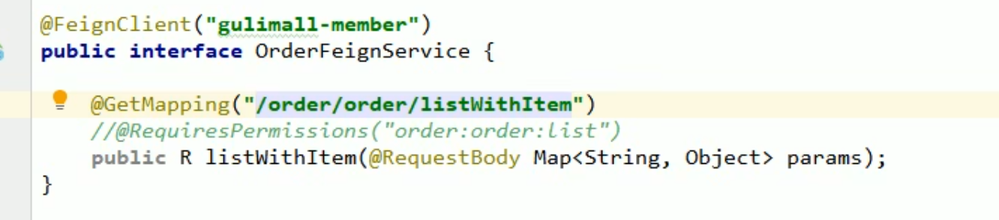 @FeignClient("gulimall-member")
public interface OrderFeignService {
@GetMapping("/order/order/listWithItem")
//@RequiresPermissions("order:order:list")
public R listWithItem(@RequestBody Map<String, Object> params);
}